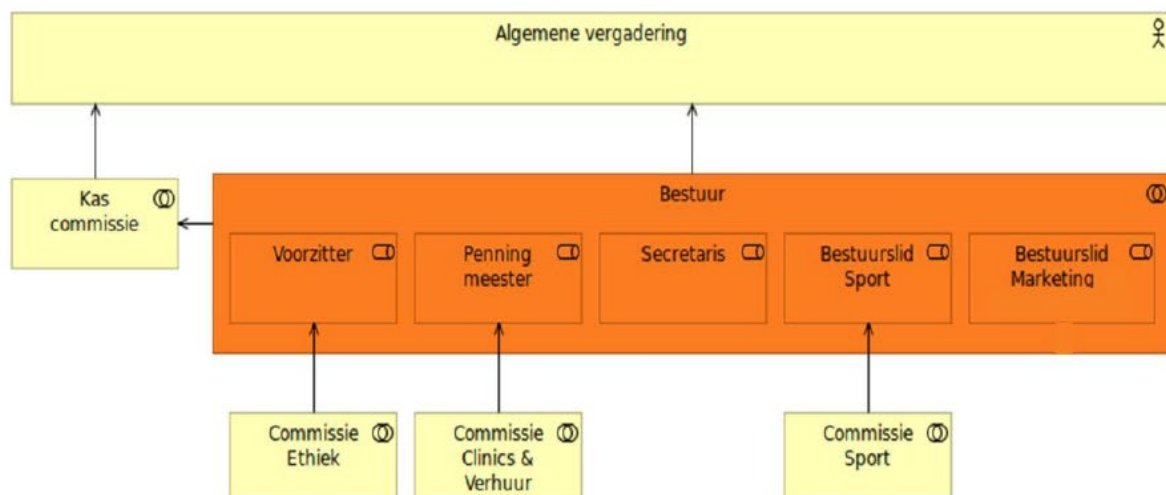 Algemene vergadering
Kas
commissie
Bestuur
Voorzitter
Penning
meester
Secretaris
Bestuurslid
Sport
Bestuurslid
Marketing
Commissie
Ethiek
Commissie
Clinics &
Verhuur
Commissie
Sport